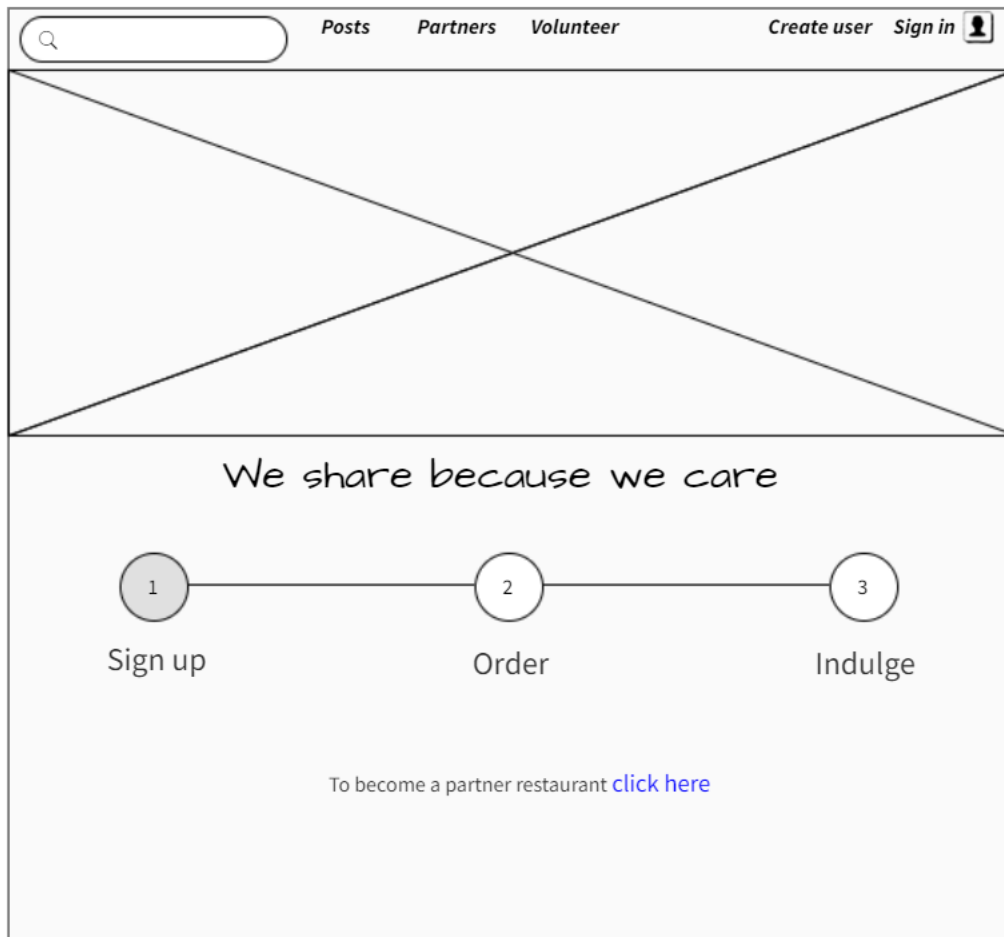 Posts Partners Volunteer Create user Sign in
We share because we care
1 2 3
Sign up Order Indulge
To become a partner restaurant click here